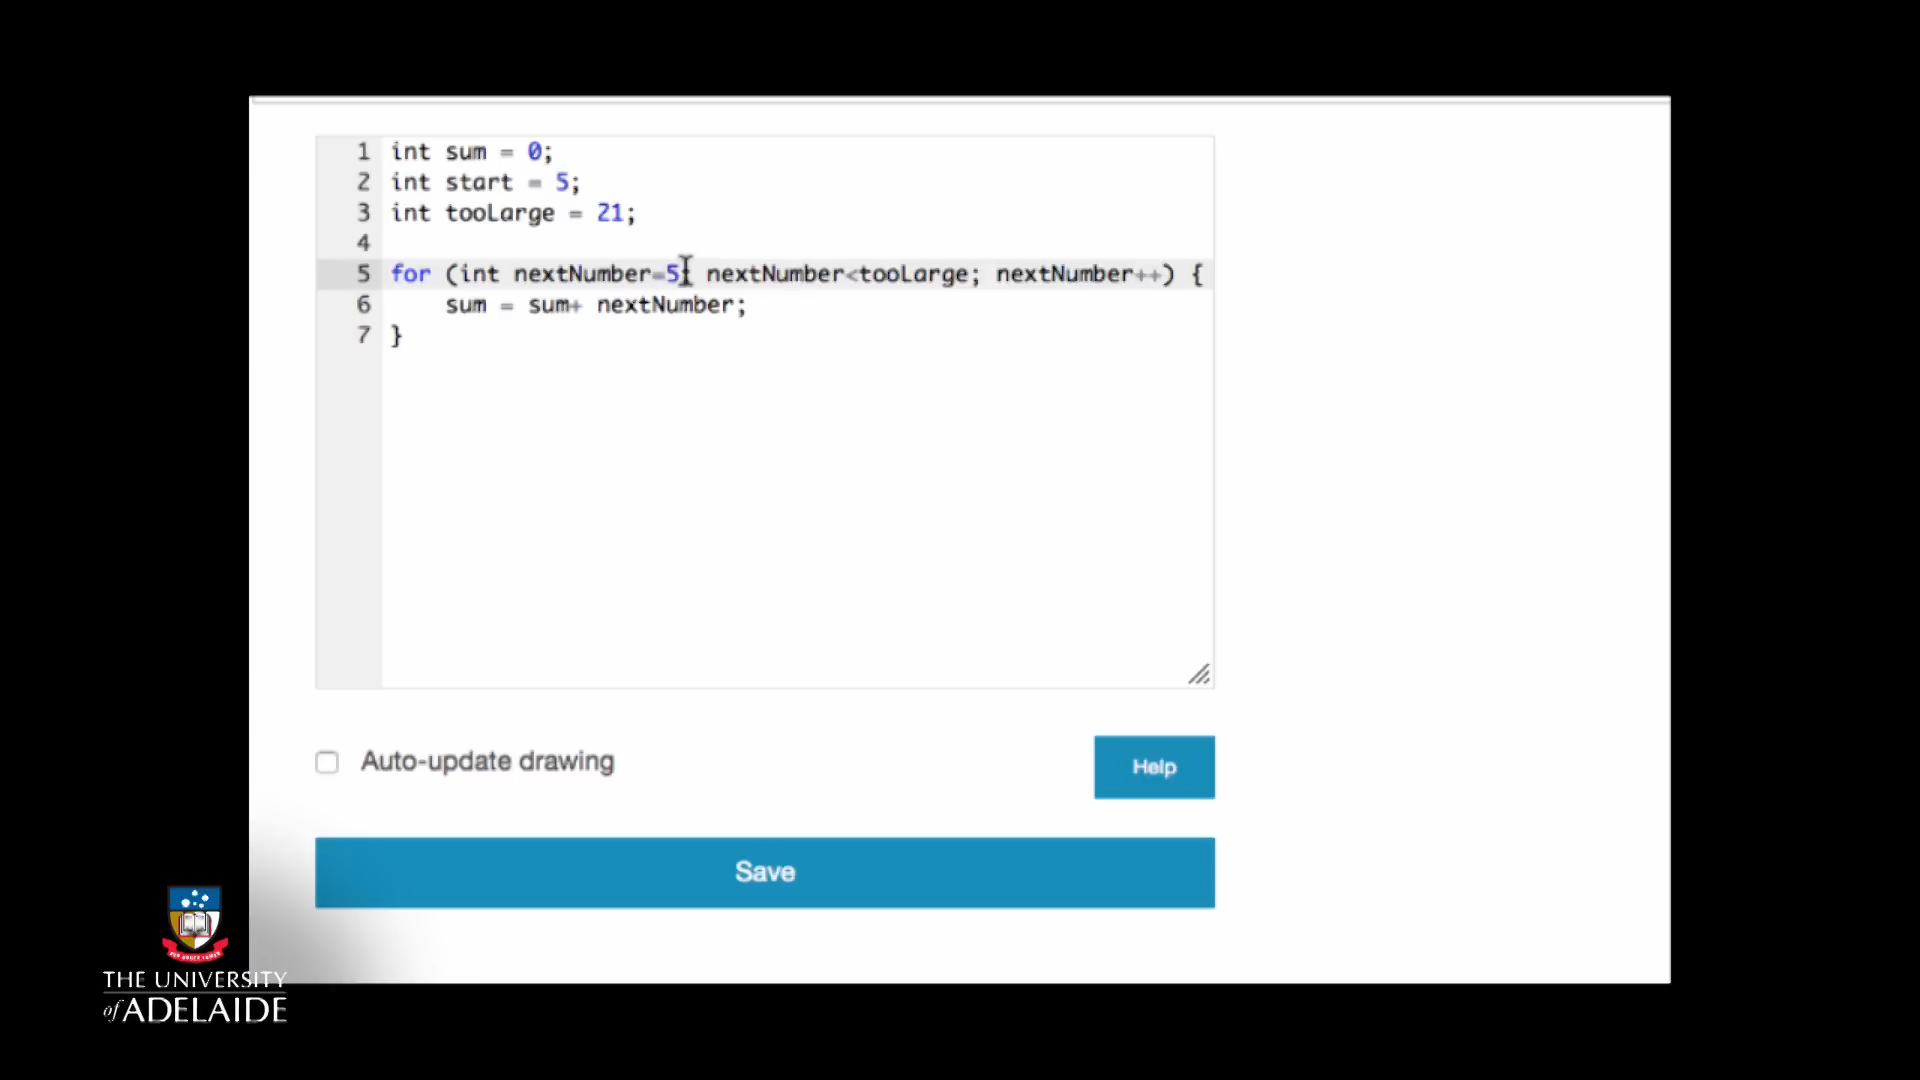 1 int sum = 0;
2 int start = 5;
3 int tooLarge = 21;
4
5 for (int nextNumber=5; nextNumber<tooLarge; nextNumber++) {
6 sum = sum+ nextNumber;
7 }
Auto-update drawing
Help
Save
THE UNIVERSITY
of ADELAIDE